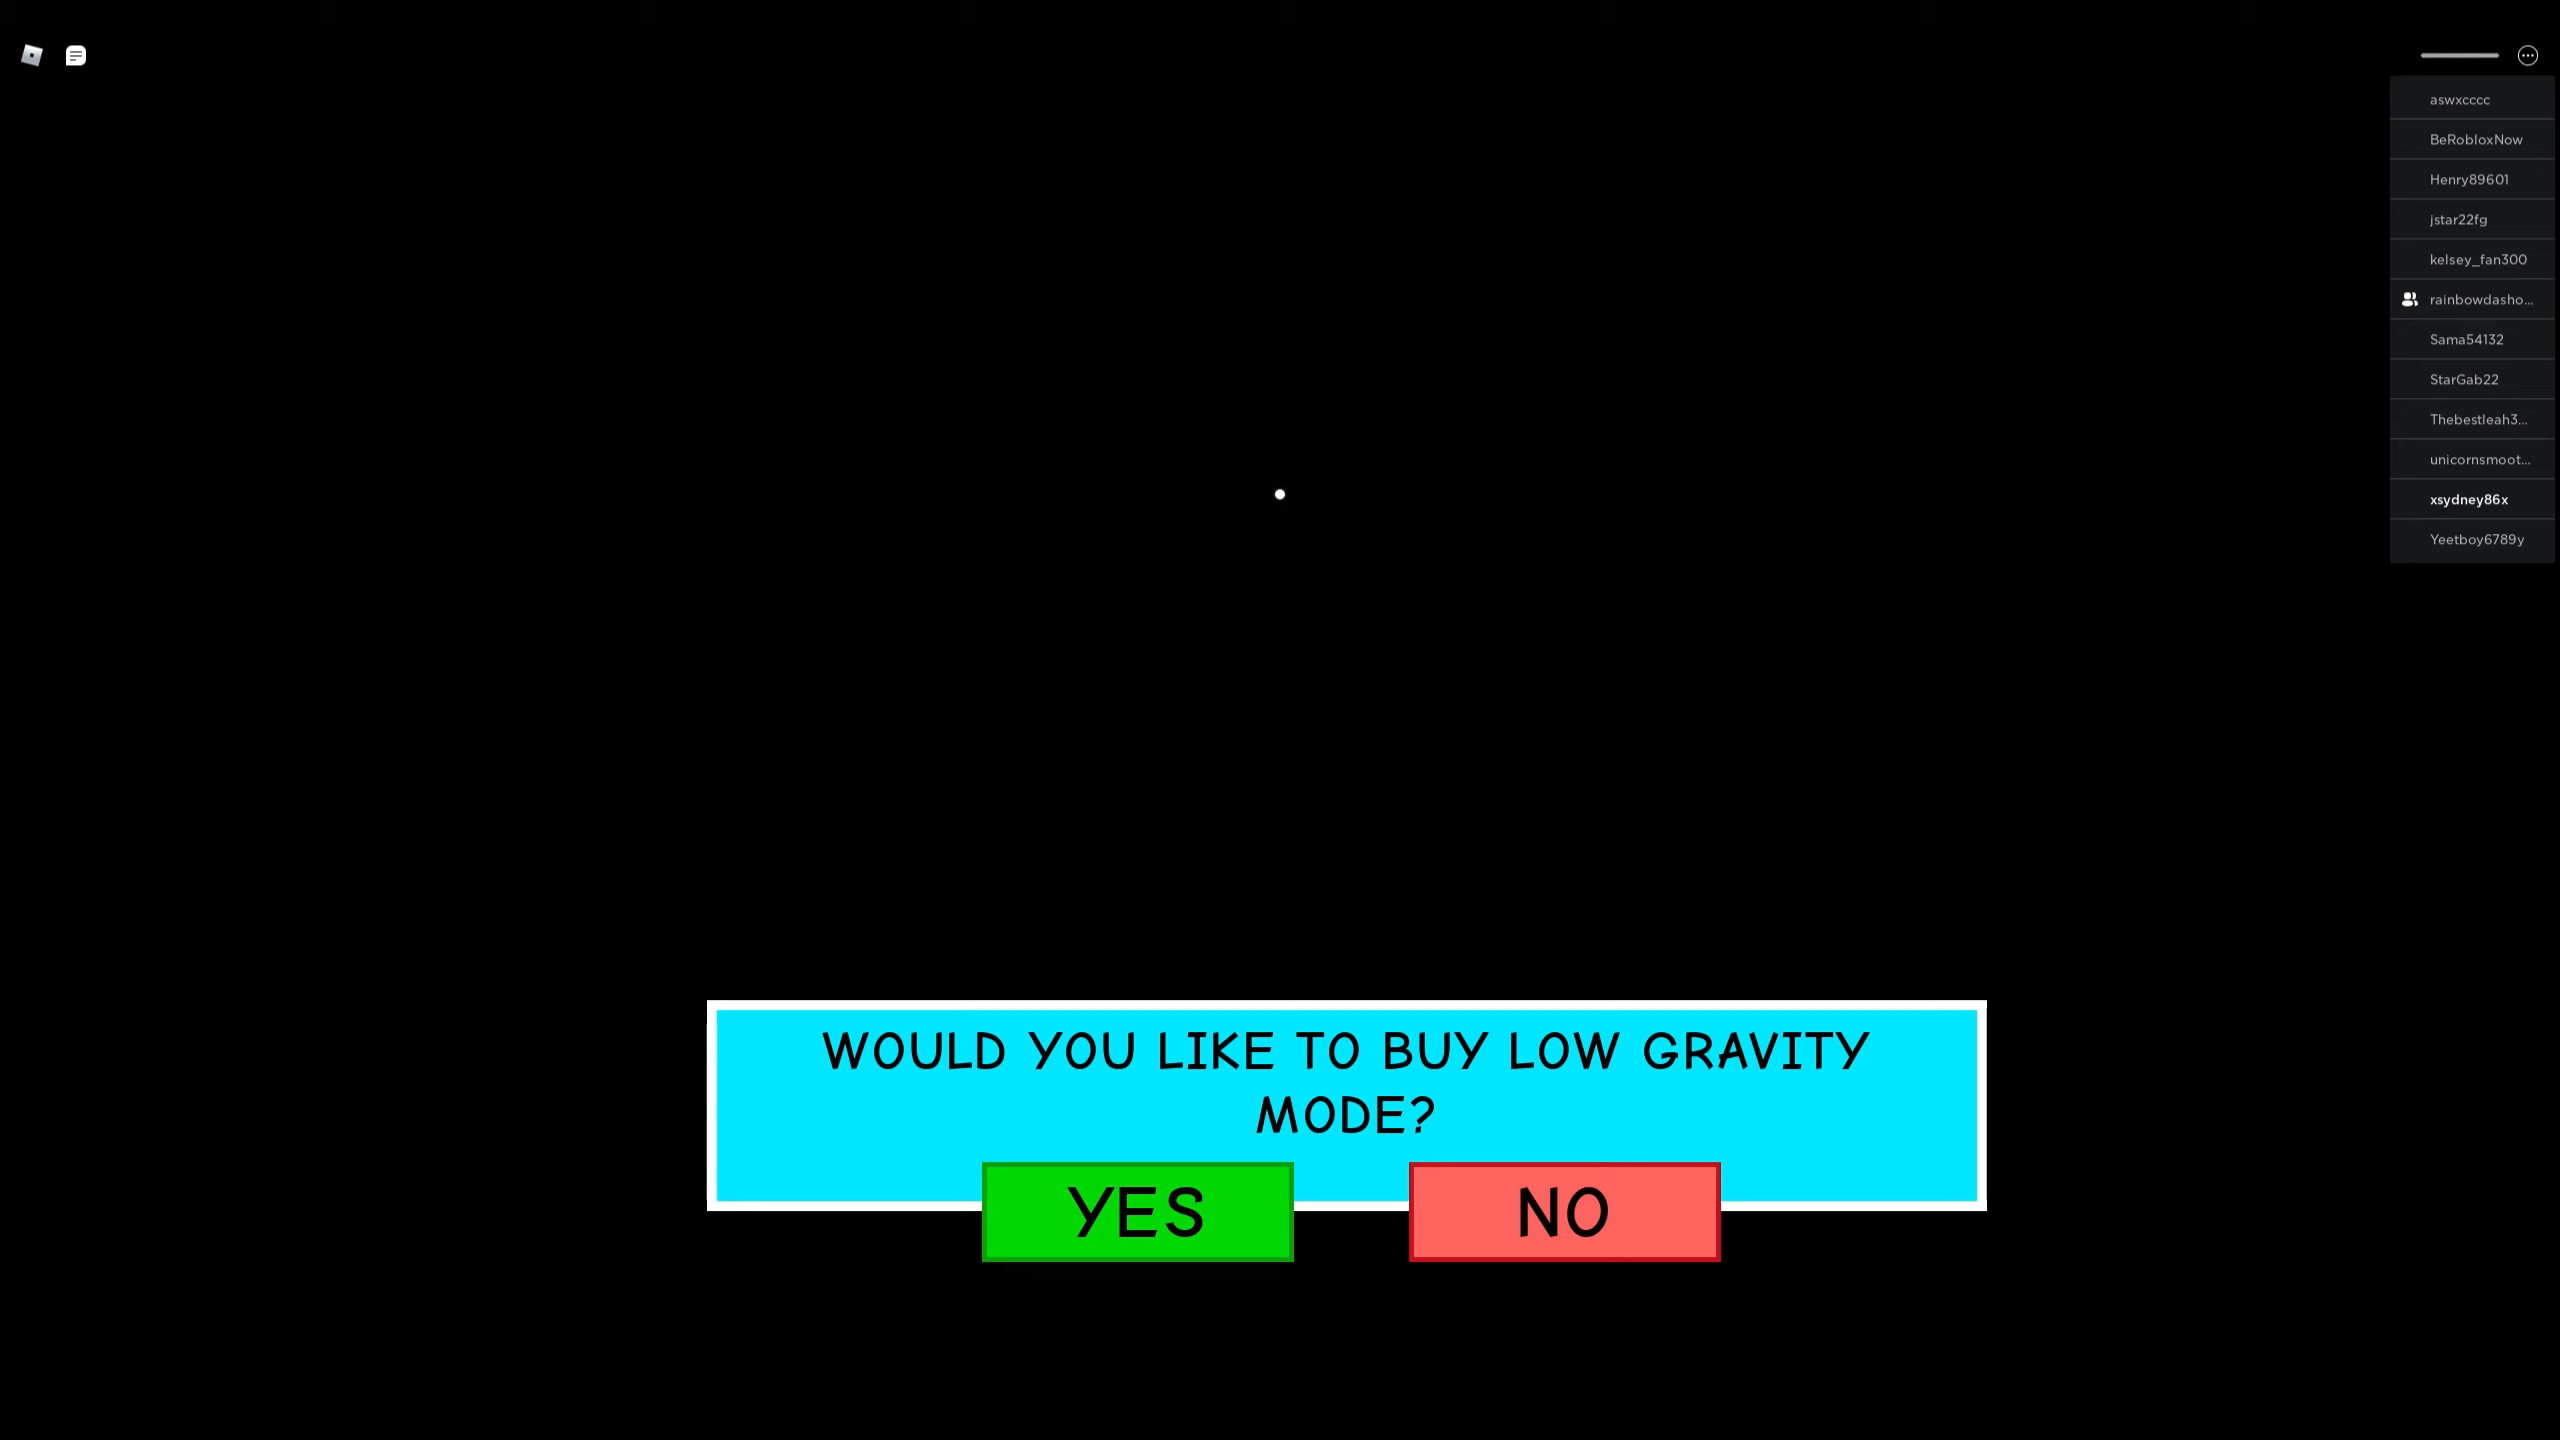 aswxcccc
BeRobloxNow
Henry89601
jstar22fg
kelsey_fan300
rainbowdasho...
Sama54132
StarGab22
Thebestleah3...
unicornsmoot...
xsydney86x
Yeetboy6789y
WOULD YOU LIKE TO BUY LOW GRAVITY
MODE?
YES
NO